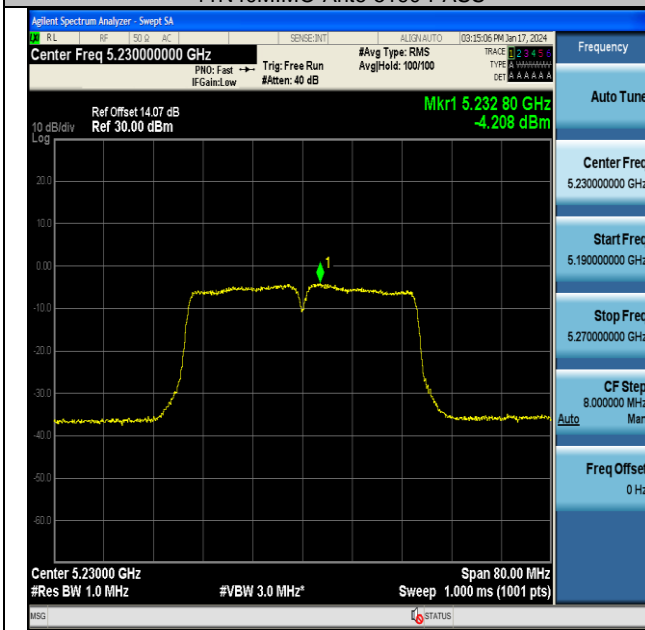 Agilent Spectrum Analyzer - Swept SA
RL RF 50 Ω AC SENSE:INT ALIGN AUTO 03:15:06 PM Jan 17, 2024
Center Freq 5.230000000 GHz #Avg Type: RMS TRACE 1 2 3 4 5 6 Frequency
PNO: Fast Trig: Free Run Avg|Hold: 100/100 TYPE A
IFGain:Low #Atten: 40 dB DET A A A A A A
Auto Tune
Ref Offset 14.07 dB Mkr1 5.232 80 GHz
10 dB/div Ref 30.00 dBm -4.208 dBm
Log
Center Freq
5.230000000 GHz
20.0
10.0
Start Freq
5.190000000 GHz
0.00
1
-10.0
Stop Freq
5.270000000 GHz
-20.0
-30.0
CF Step
8.000000 MHz
Auto Man
-40.0
Freq Offset
0 Hz
-50.0
-60.0
Center 5.23000 GHz Span 80.00 MHz
#Res BW 1.0 MHz #VBW 3.0 MHz* Sweep 1.000 ms (1001 pts)
MSG STATUS